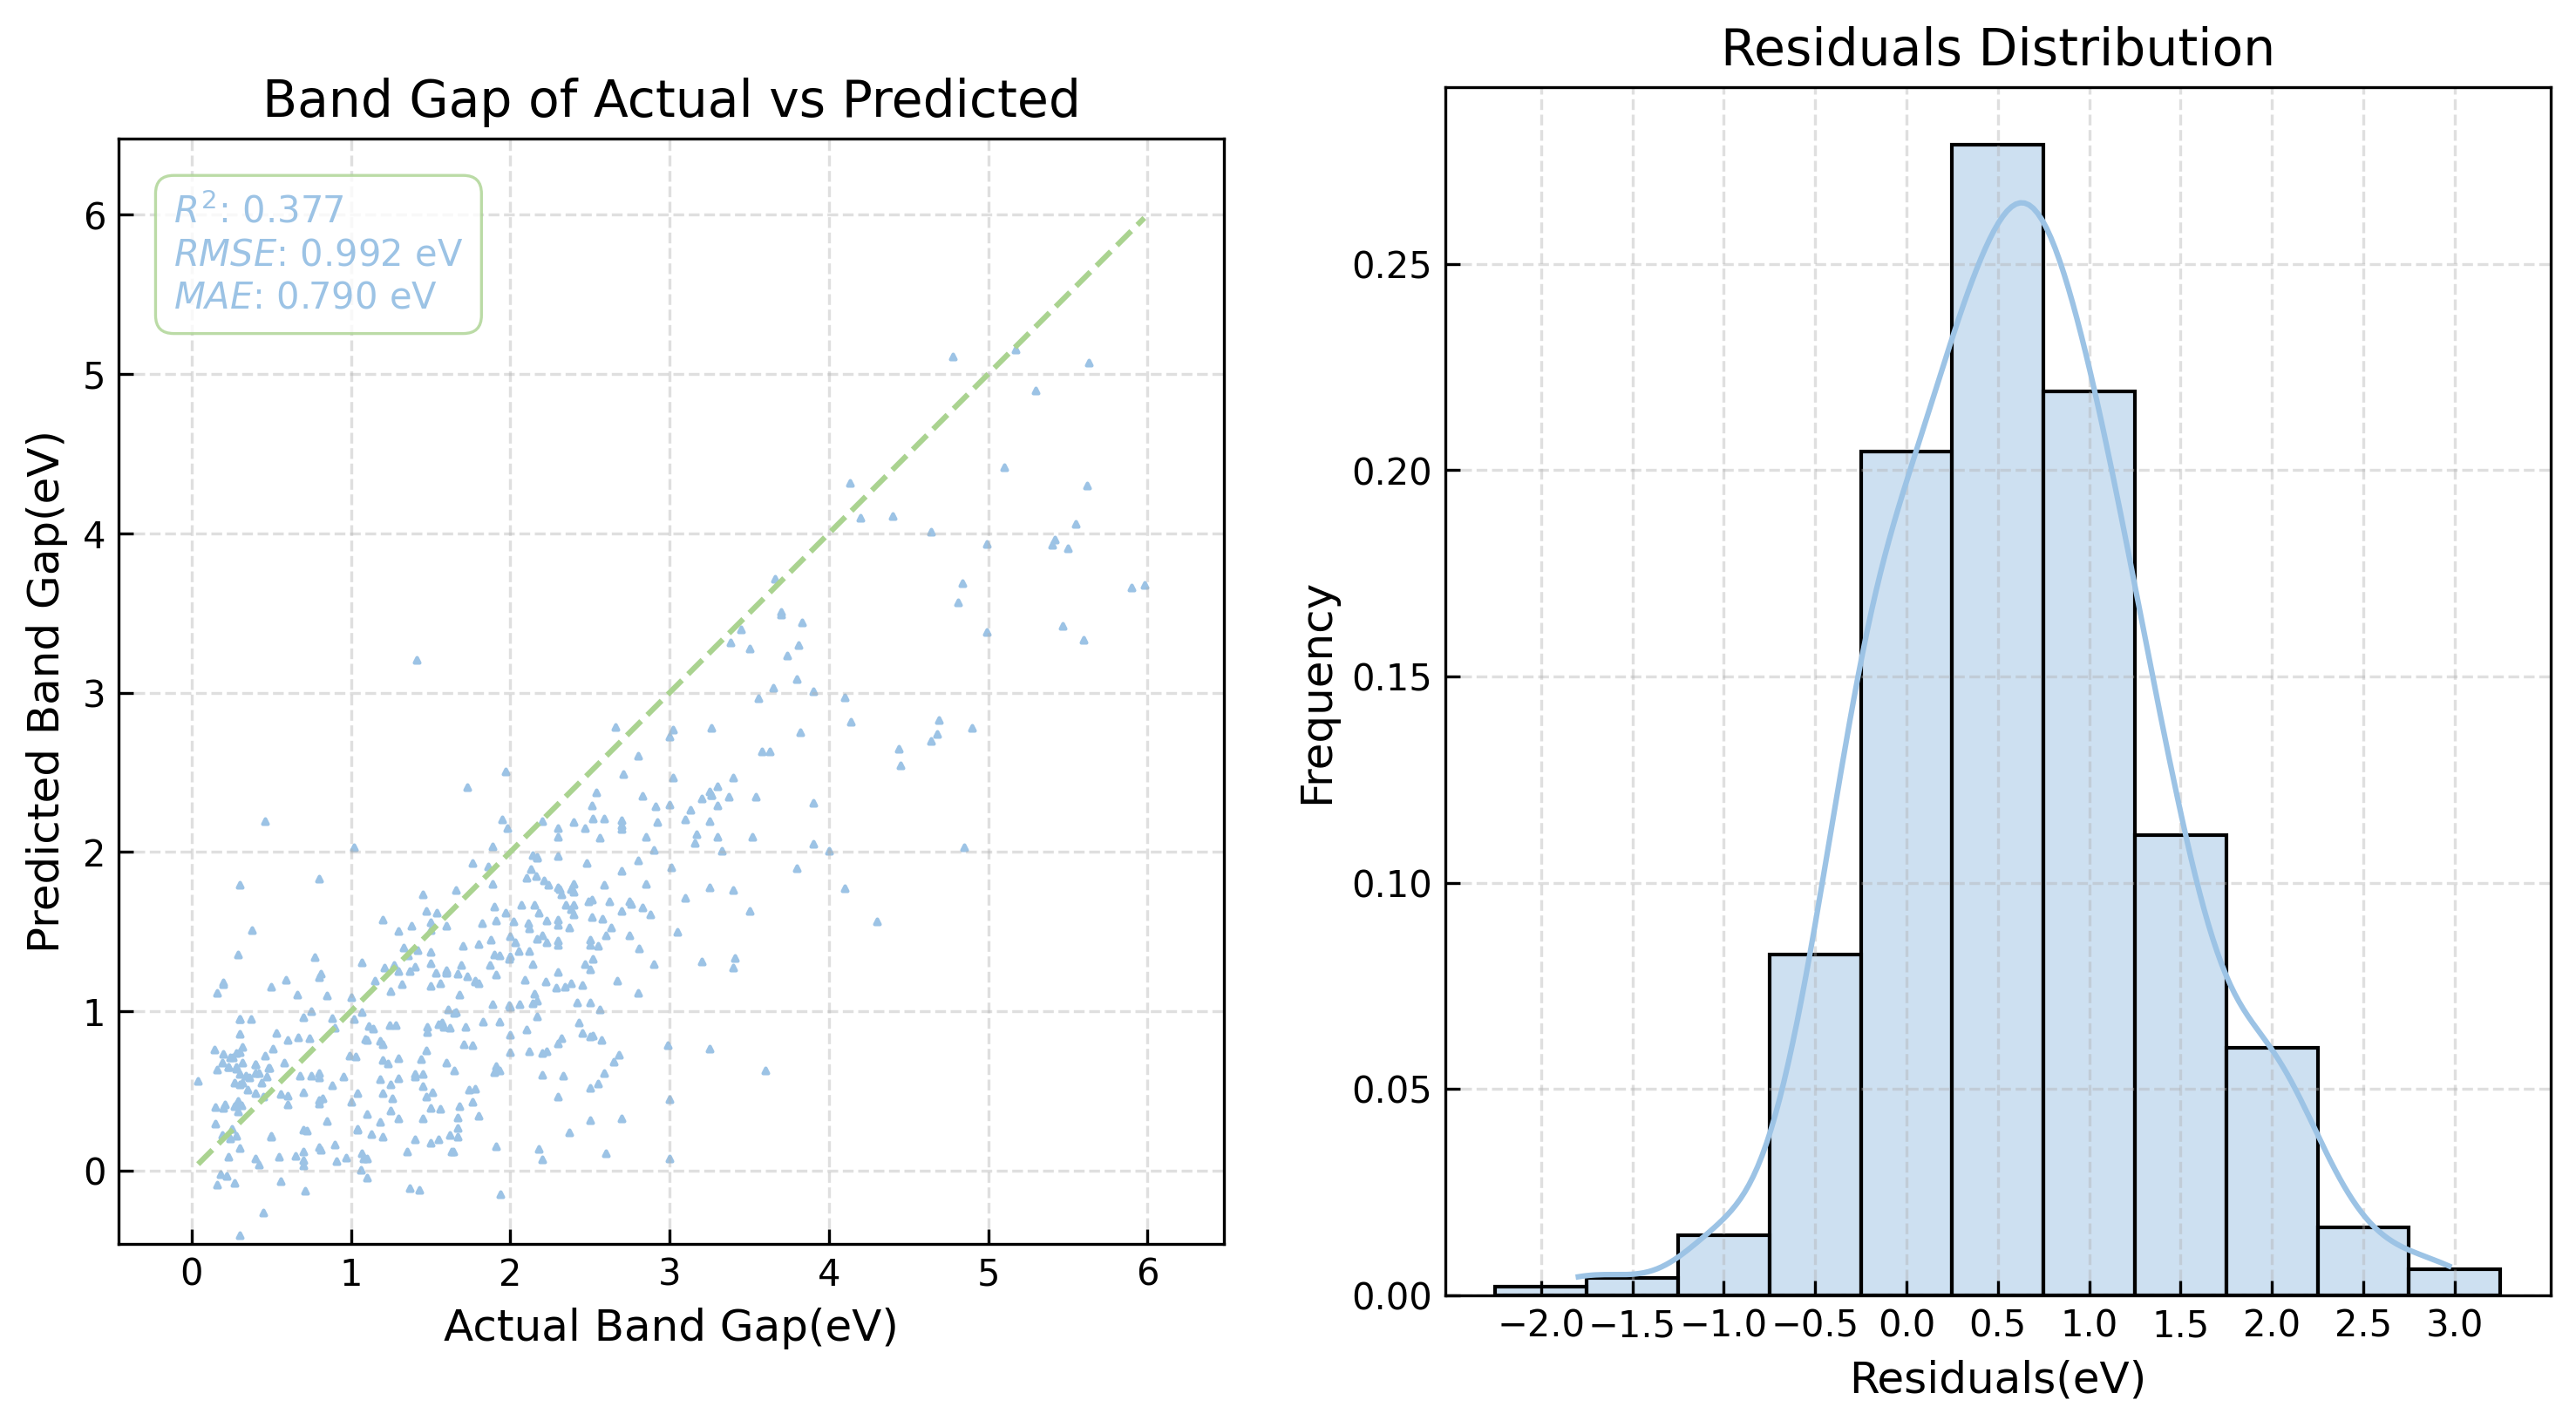 Band Gap of Actual vs Predicted
R²: 0.377
RMSE: 0.992 eV
MAE: 0.790 eV
Predicted Band Gap(eV)
6
5
4
3
2
1
0
0 1 2 3 4 5 6
Actual Band Gap(eV)
Residuals Distribution
Frequency
0.25
0.20
0.15
0.10
0.05
0.00
−2.0 −1.5 −1.0 −0.5 0.0 0.5 1.0 1.5 2.0 2.5 3.0
Residuals(eV)